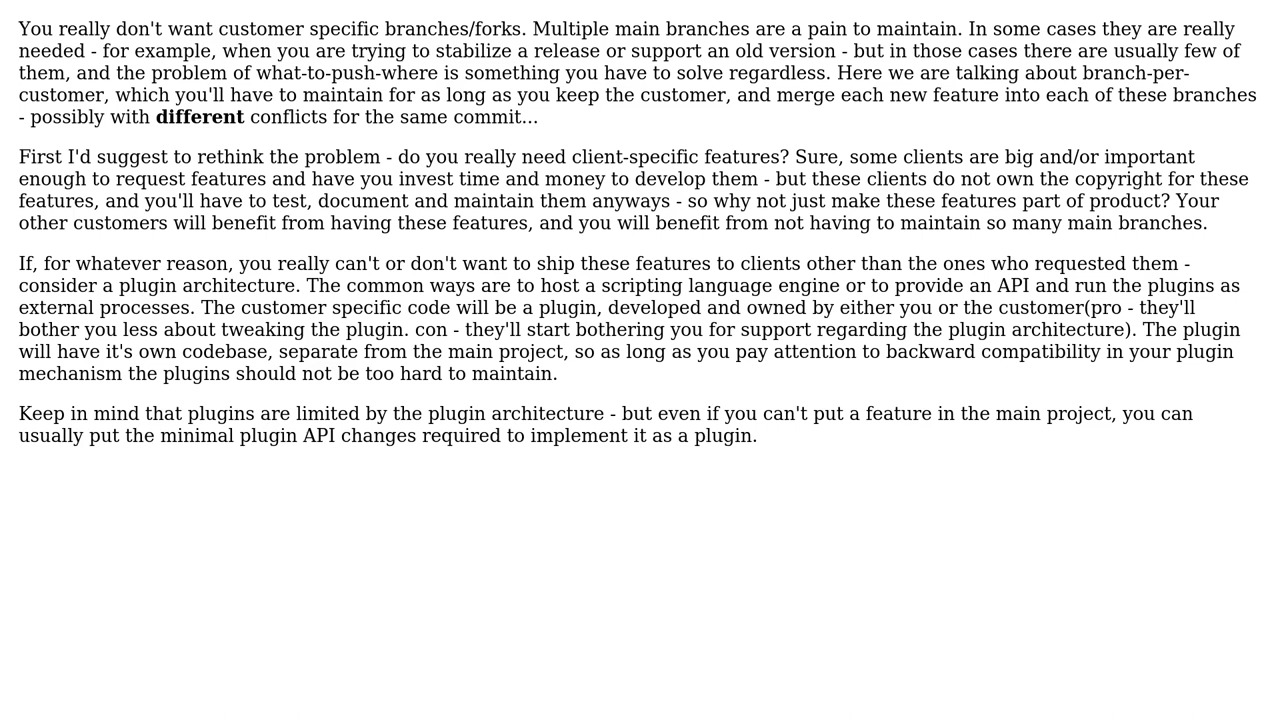 You really don't want customer specific branches/forks. Multiple main branches are a pain to maintain. In some cases they are really
needed - for example, when you are trying to stabilize a release or support an old version - but in those cases there are usually few of
them, and the problem of what-to-push-where is something you have to solve regardless. Here we are talking about branch-per-
customer, which you'll have to maintain for as long as you keep the customer, and merge each new feature into each of these branches
- possibly with different conflicts for the same commit...
First I'd suggest to rethink the problem - do you really need client-specific features? Sure, some clients are big and/or important
enough to request features and have you invest time and money to develop them - but these clients do not own the copyright for these
features, and you'll have to test, document and maintain them anyways - so why not just make these features part of product? Your
other customers will benefit from having these features, and you will benefit from not having to maintain so many main branches.
If, for whatever reason, you really can't or don't want to ship these features to clients other than the ones who requested them -
consider a plugin architecture. The common ways are to host a scripting language engine or to provide an API and run the plugins as
external processes. The customer specific code will be a plugin, developed and owned by either you or the customer(pro - they'll
bother you less about tweaking the plugin. con - they'll start bothering you for support regarding the plugin architecture). The plugin
will have it's own codebase, separate from the main project, so as long as you pay attention to backward compatibility in your plugin
mechanism the plugins should not be too hard to maintain.
Keep in mind that plugins are limited by the plugin architecture - but even if you can't put a feature in the main project, you can
usually put the minimal plugin API changes required to implement it as a plugin.